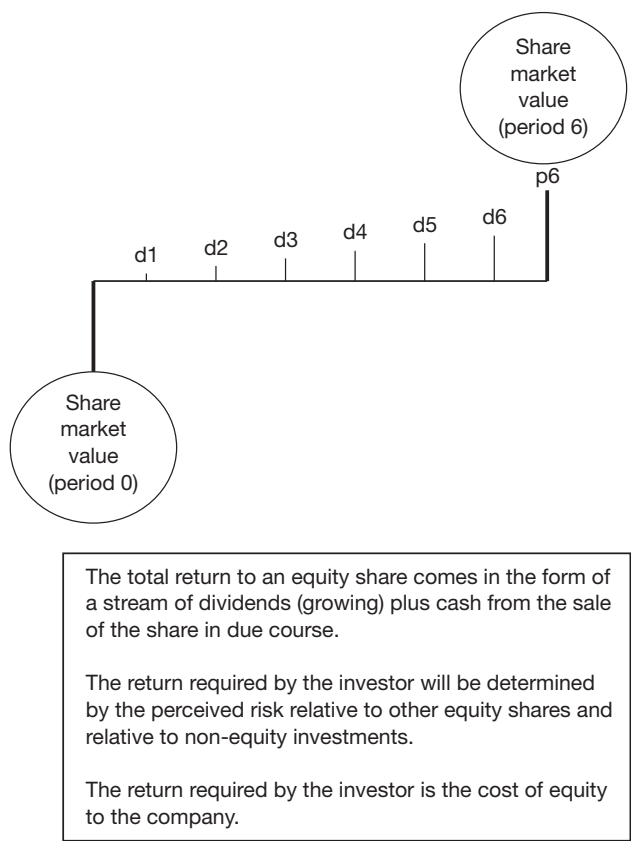 Share
market
value
(period 6)
p6
d1
d2
d3
d4
d5
d6
Share
market
value
(period 0)
The total return to an equity share comes in the form of
a stream of dividends (growing) plus cash from the sale
of the share in due course.
The return required by the investor will be determined
by the perceived risk relative to other equity shares and
relative to non-equity investments.
The return required by the investor is the cost of equity
to the company.